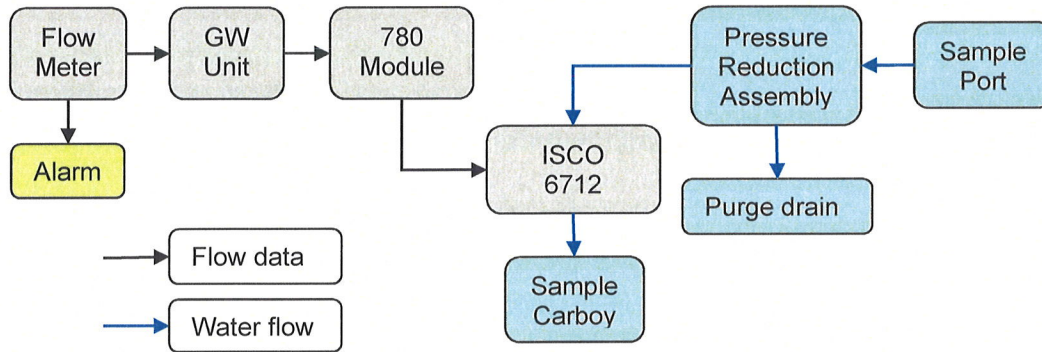 Flow
Meter
GW
Unit
780
Module
Pressure
Reduction
Assembly
Sample
Port
Alarm
ISCO
6712
Purge drain
Flow data
Sample
Carboy
Water flow